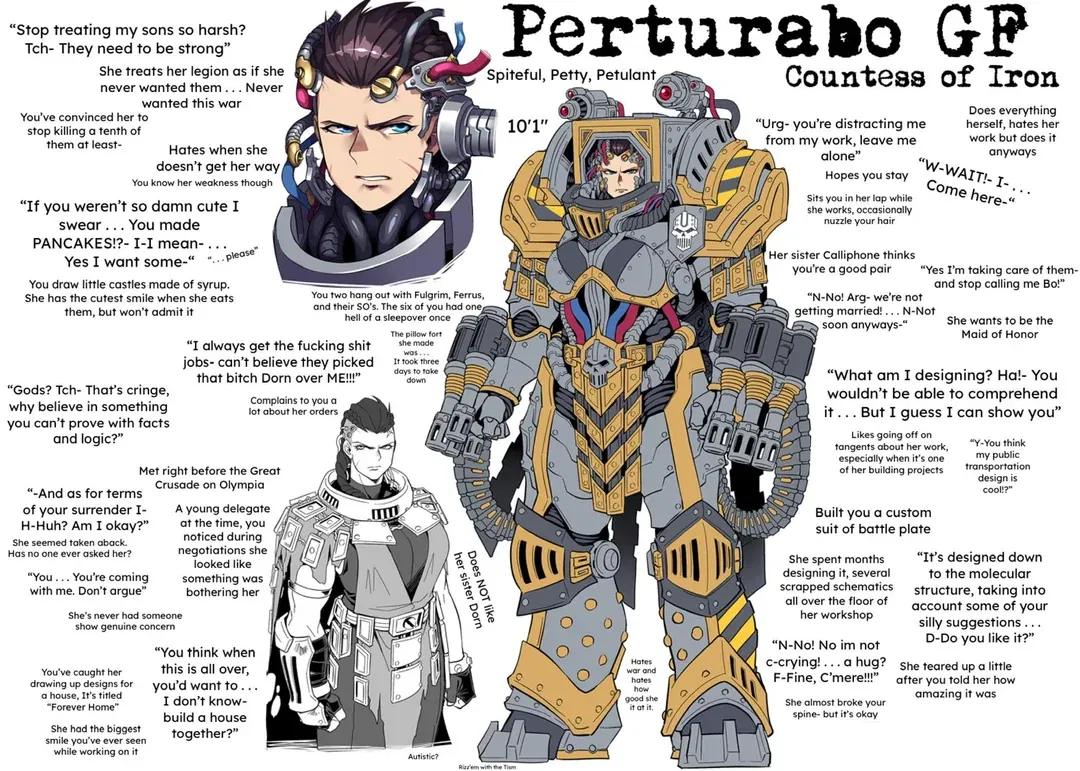 Perturabo GF
Countess of Iron
Spiteful, Petty, Petulant
10'1"
“Stop treating my sons so harsh?
Tch- They need to be strong”
She treats her legion as if she
never wanted them . . . Never
wanted this war
You've convinced her to
stop killing a tenth of
them at least-
Hates when she
doesn't get her way
You know her weakness though
“If you weren't so damn cute I
swear . . . You made
PANCAKES!?- I-I mean- . . .
Yes I want some-“
“. . . please”
You draw little castles made of syrup.
She has the cutest smile when she eats
them, but won't admit it
You two hang out with Fulgrim, Ferrus,
and their SO's. The six of you had one
hell of a sleepover once
The pillow fort
she made
was . . .
It took three
days to take
down
“I always get the fucking shit
jobs- can't believe they picked
that bitch Dorn over ME!!!”
Complains to you a
lot about her orders
“Gods? Tch- That's cringe,
why believe in something
you can't prove with facts
and logic?”
Met right before the Great
Crusade on Olympia
A young delegate
at the time, you
noticed during
negotiations she
looked like
something was
bothering her
“-And as for terms
of your surrender I-
H-Huh? Am I okay?”
She seemed taken aback.
Has no one ever asked her?
“You . . . You're coming
with me. Don't argue”
She's never had someone
show genuine concern
“You think when
this is all over,
you'd want to . . .
I don't know-
build a house
together?”
You've caught her
drawing up designs for
a house, It's titled
“Forever Home”
She had the biggest
smile you've ever seen
while working on it
Autistic?
Rizz'em with the Tism
Does NOT like
her sister Dorn
“Urg- you're distracting me
from my work, leave me
alone”
Hopes you stay
Does everything
herself, hates her
work but does it
anyways
“W-WAIT!- I- . . .
Come here-“
Sits you in her lap while
she works, occasionally
nuzzle your hair
Her sister Calliphone thinks
you're a good pair
“Yes I'm taking care of them-
and stop calling me Bo!”
“N-No! Arg- we're not
getting married! . . . N-Not
soon anyways-“
She wants to be the
Maid of Honor
“What am I designing? Ha!- You
wouldn't be able to comprehend
it . . . But I guess I can show you”
Likes going off on
tangents about her work,
especially when it's one
of her building projects
“Y-You think
my public
transportation
design is
cool!?”
Built you a custom
suit of battle plate
She spent months
designing it, several
scrapped schematics
all over the floor of
her workshop
“It's designed down
to the molecular
structure, taking into
account some of your
silly suggestions . . .
D-Do you like it?”
“N-No! No im not
c-crying! . . . a hug?
F-Fine, C'mere!!!”
She teared up a little
after you told her how
amazing it was
She almost broke your
spine- but it's okay
Hates
war and
hates
how
good she
is at it.